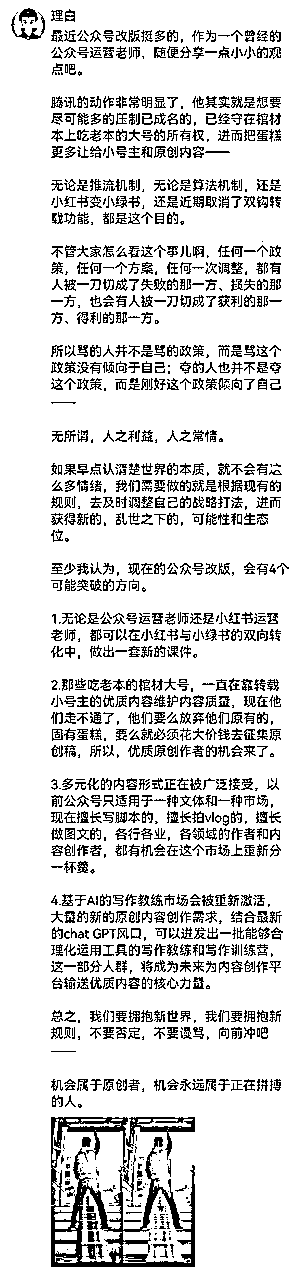 理白
最近公众号改版挺多的，作为一个曾经的
公众号运营老师，随便分享一点小小的观
点吧。
腾讯的动作非常明显了，他其实就是想要
尽可能多的压制已成名的，已经守在棺材
本上吃老本的大号的所有权，进而把蛋糕
更多让给小号主和原创内容——
无论是推流机制，无论是算法机制，还是
小红书变小绿书，还是近期取消了双钩转
载功能，都是这个目的。
不管大家怎么看这个事儿啊，任何一个政
策，任何一个方案，任何一次调整，都有
人被一刀切成了失败的那一方、损失的那
一方，也会有人被一刀切成了获利的那一
方、得利的那一方。
所以骂的人并不是骂的政策，而是骂这个
政策没有倾向于自己；夸的人也并不是夸
这个政策，而是刚好这个政策倾向了自己
——
无所谓，人之利益，人之常情。
如果早点认清楚世界的本质，就不会有这
么多情绪，我们需要做的就是根据现有的
规则，去及时调整自己的战略打法，进而
获得新的，乱世之下的，可能性和生态
位。
至少我认为，现在的公众号改版，会有4个
可能突破的方向。
1.无论是公众号运营老师还是小红书运营
老师，都可以在小红书与小绿书的双向转
化中，做出一套新的课件。
2.那些吃老本的棺材大号，一直在靠转载
小号主的优质内容维护内容质量，现在他
们走不通了，他们要么放弃他们原有的，
固有蛋糕，要么就必须花大价钱去征集原
创稿，所以，优质原创作者的机会来了。
3.多元化的内容形式正在被广泛接受，以
前公众号只适用于一种文体和一种市场，
现在擅长写脚本的，擅长拍vlog的，擅长
做图文的，各行各业，各领域的作者和内
容创作者，都有机会在这个市场上重新分
一杯羹。
4.基于AI的写作教练市场会被重新激活，
大量的新的原创内容创作需求，结合最新
的chat GPT风口，可以迸发出一批能够合
理化运用工具的写作教练和写作训练营，
这一部分人群，将成为未来为内容创作平
台输送优质内容的核心力量。
总之，我们要拥抱新世界，我们要拥抱新
规则，不要否定，不要谩骂，向前冲吧
——
机会属于原创者，机会永远属于正在拼搏
的人。